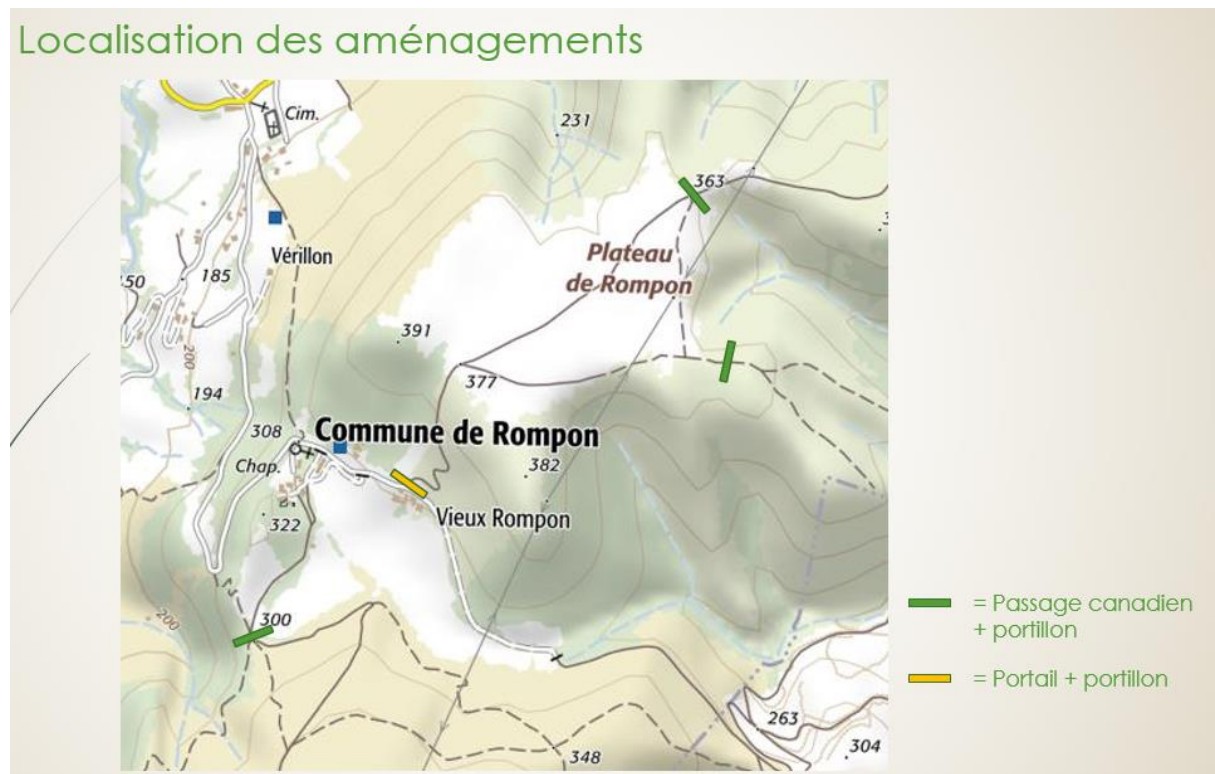 Localisation des aménagements
Cim.
231
363
Vérillon
Plateau
de Rompon
185
50
391
200
377
194
308
Commune de Rompon
Chap.
382
Vieux Rompon
322
200
300
= Passage canadien
+ portillon
= Portail + portillon
263
304
348